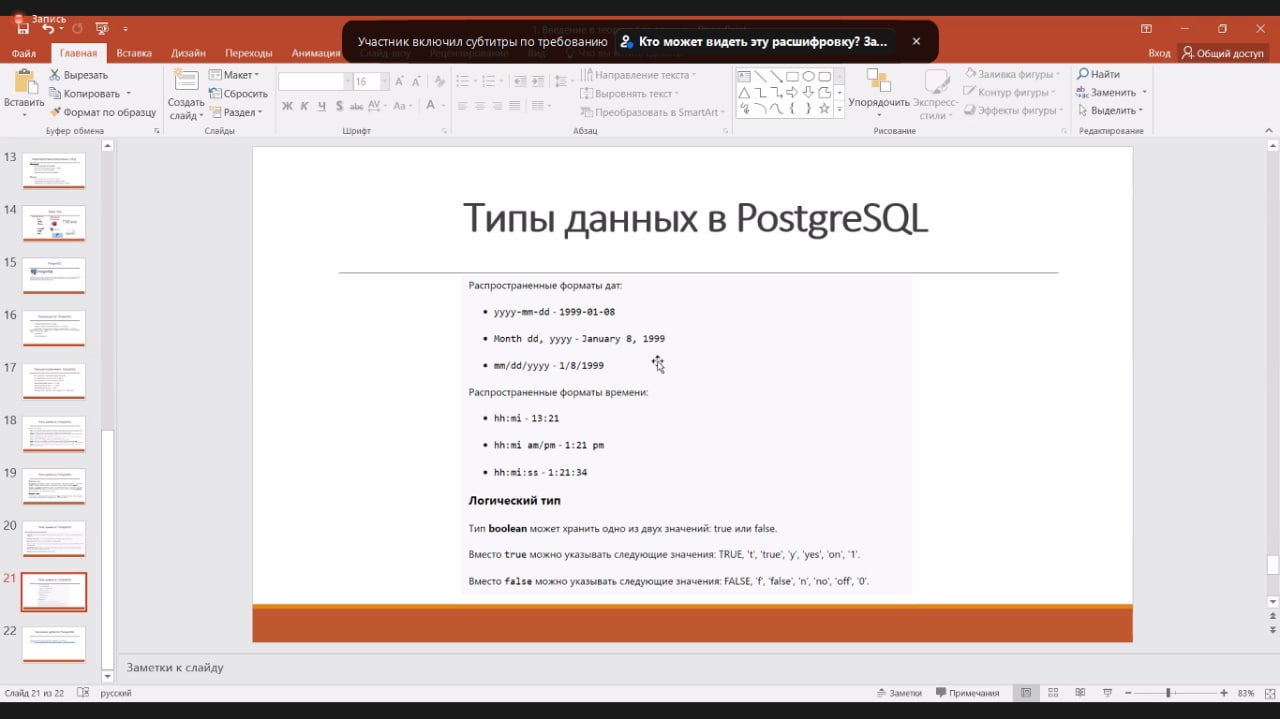 Запись
Участник включил субтитры по требованию
Кто может видеть эту расшифровку? За...
Файл
Главная
Вставка
Дизайн
Переходы
Анимация
Вход
Общий доступ
Вставить
Вырезать
Копировать
Формат по образцу
Буфер обмена
Создать слайд
Макет
Сбросить
Раздел
Слайды
16
Ж К Ч S abc AV Aa A
Шрифт
Направление текста
Выровнять текст
Преобразовать в SmartArt
Абзац
Упорядочить
Экспресс-стили
Заливка фигуры
Контур фигуры
Эффекты фигуры
Рисование
Найти
Заменить
Выделить
Редактирование
13
14
15
16
17
18
19
20
21
22
Типы данных в PostgreSQL
Распространенные форматы дат:
• yyyy-mm-dd - 1999-01-08
• Month dd, yyyy - January 8, 1999
• mm/dd/yyyy - 1/8/1999
Распространенные форматы времени:
• hh:mi - 13:21
• hh:mi am/pm - 1:21 pm
• hh:mi:ss - 1:21:34
Логический тип
Тип boolean может хранить одно из двух значений: true или false.
Вместо true можно указывать следующие значения: TRUE, 't', 'true', 'y', 'yes', 'on', '1'.
Вместо false можно указывать следующие значения: FALSE, 'f', 'false', 'n', 'no', 'off', '0'.
Заметки к слайду
Слайд 21 из 22
русский
Заметки
Примечания
83%